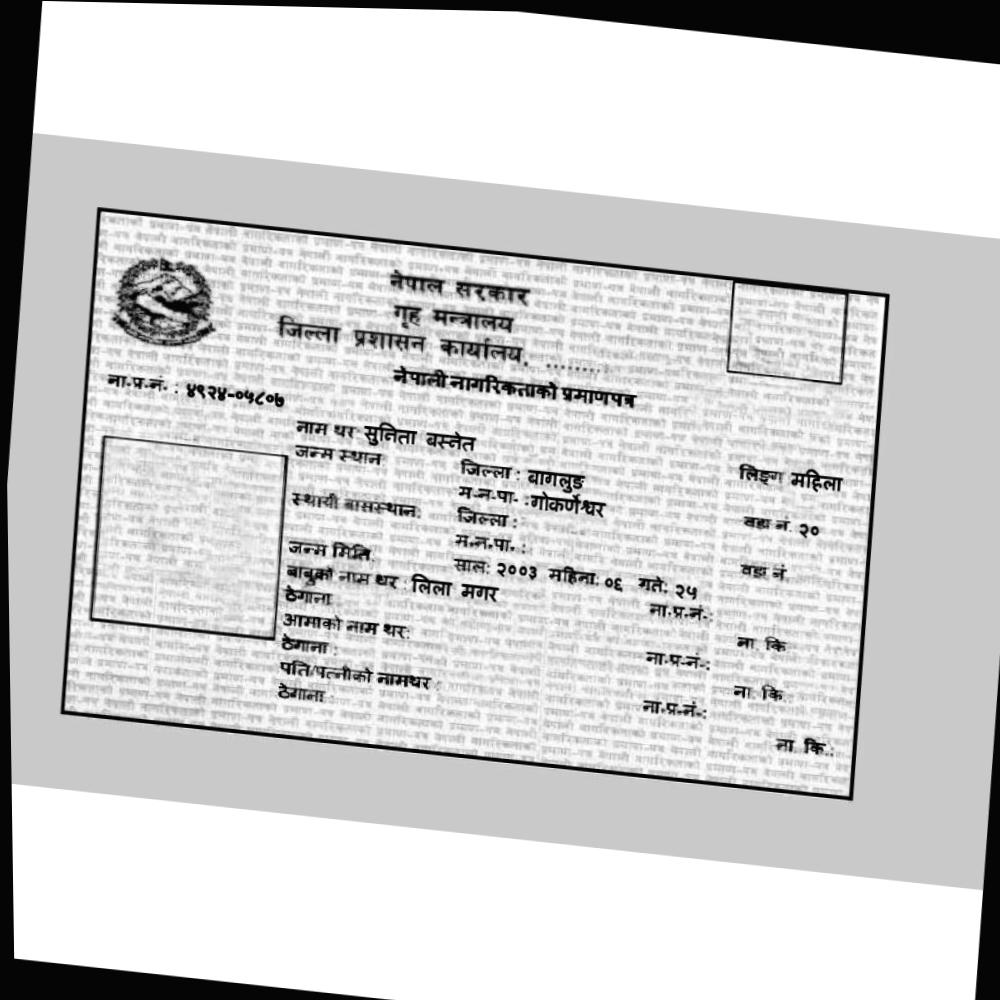 नेपाल सरकार
गृह मन्त्रालय
जिल्ला प्रशासन कार्यालय, ........
नेपाली नागरिकताको प्रमाणपत्र
ना.प्र.नं. : ४९२४-०५८०७
नाम थर सुनिता बस्नेत
लिङ्ग महिला
जन्म स्थान जिल्ला : बागलुङ
म.न.पा. : गोकर्णेश्वर वडा नं. २०
स्थायी बासस्थान: जिल्ला :
म.न.पा. : वडा नं.
जन्म मिति: साल: २००३ महिना: ०६ गते: २५
बाबुको नाम थर : लिला मगर ना.प्र.नं.:
ठेगाना ना. कि.
आमाको नाम थर: ना.प्र.नं.:
ठेगाना : ना. कि.:
पति/पत्नीको नामथर : ना.प्र.नं.:
ठेगाना : ना. कि.: